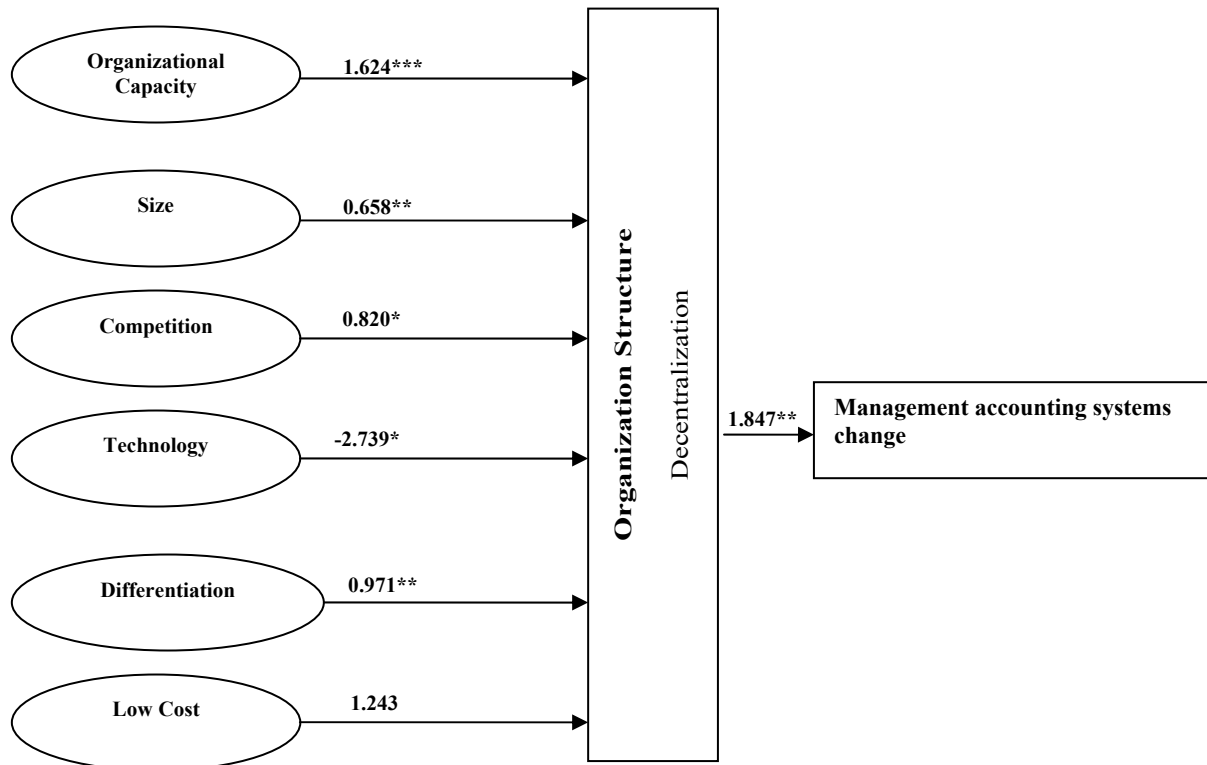 Organizational
Capacity
1.624***
Size
0.658**
Competition
0.820*
Technology
-2.739*
Differentiation
0.971**
Low Cost
1.243
Organization Structure
Decentralization
1.847**
Management accounting systems
change